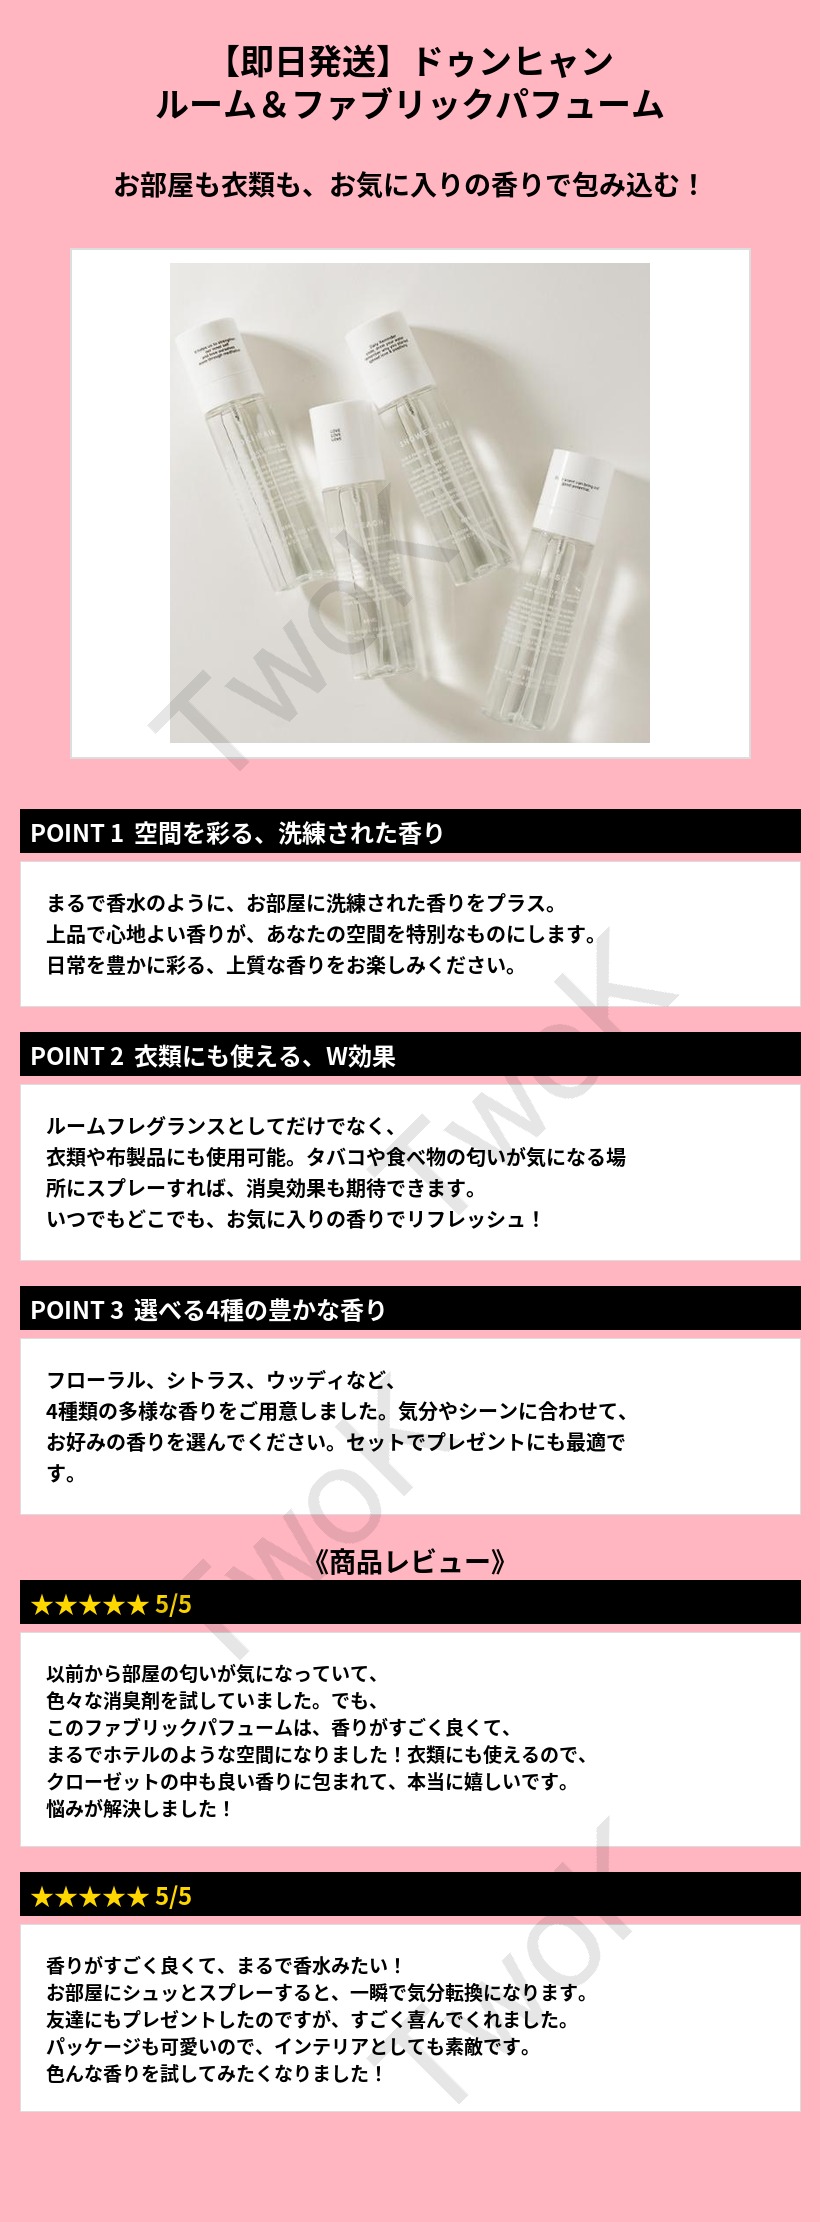 【即日発送】ドゥンヒャン
ルーム＆ファブリックパフューム
お部屋も衣類も、お気に入りの香りで包み込む！
TwoK
POINT 1 空間を彩る、洗練された香り
まるで香水のように、お部屋に洗練された香りをプラス。
上品で心地よい香りが、あなたの空間を特別なものにします。
日常を豊かに彩る、上質な香りをお楽しみください。
TwoK
POINT 2 衣類にも使える、W効果
ルームフレグランスとしてだけでなく、
衣類や布製品にも使用可能。タバコや食べ物の匂いが気になる場
所にスプレーすれば、消臭効果も期待できます。
いつでもどこでも、お気に入りの香りでリフレッシュ！
POINT 3 選べる4種の豊かな香り
フローラル、シトラス、ウッディなど、
4種類の多様な香りをご用意しました。気分やシーンに合わせて、
お好みの香りを選んでください。セットでプレゼントにも最適で
す。
TwoK
《商品レビュー》
★★★★★ 5/5
以前から部屋の匂いが気になっていて、
色々な消臭剤を試していました。でも、
このファブリックパフュームは、香りがすごく良くて、
まるでホテルのような空間になりました！衣類にも使えるので、
クローゼットの中も良い香りに包まれて、本当に嬉しいです。
悩みが解決しました！
★★★★★ 5/5
香りがすごく良くて、まるで香水みたい！
お部屋にシュッとスプレーすると、一瞬で気分転換になります。
友達にもプレゼントしたのですが、すごく喜んでくれました。
パッケージも可愛いので、インテリアとしても素敵です。
色んな香りを試してみたくなりました！
TwoK